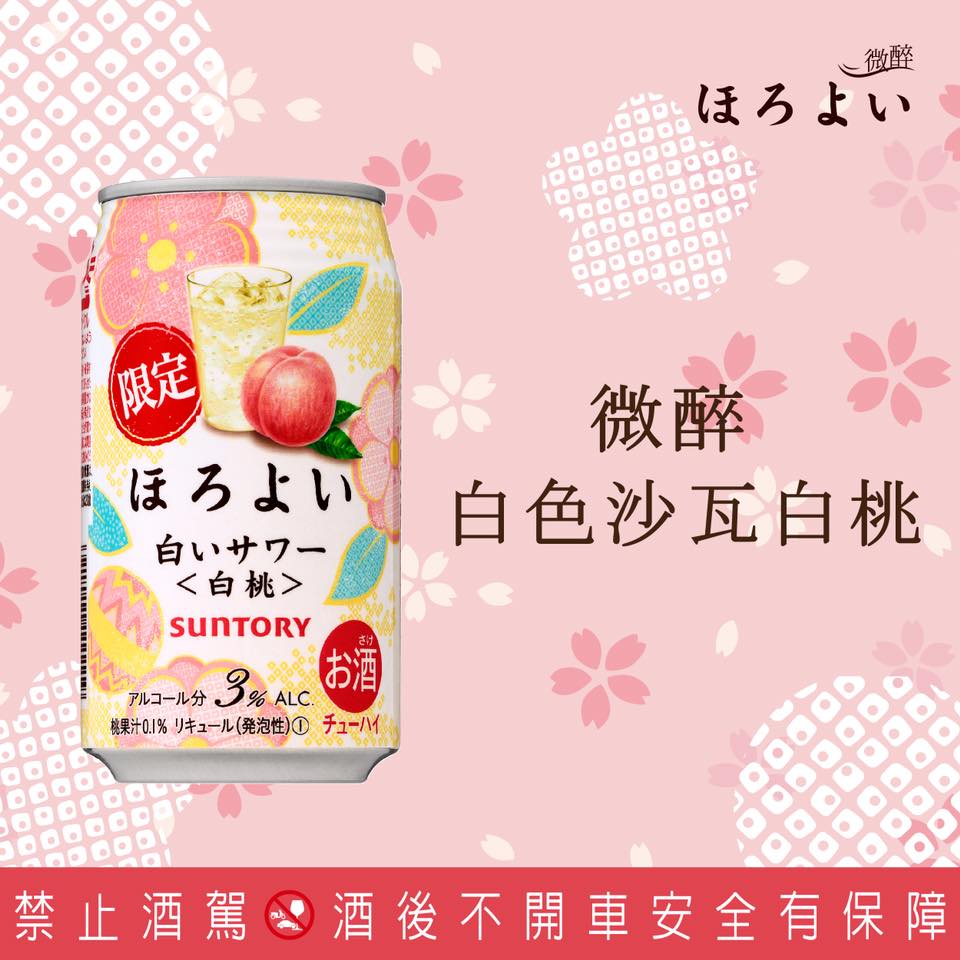 微醉
ほろよい
限定
ほろよい
白いサワー
<白桃>
SUNTORY
さけ
お酒
アルコール分 3% ALC.
桃果汁0.1% リキュール(発泡性)①
チューハイ
微醉
白色沙瓦白桃
禁止酒駕 酒後不開車安全有保障